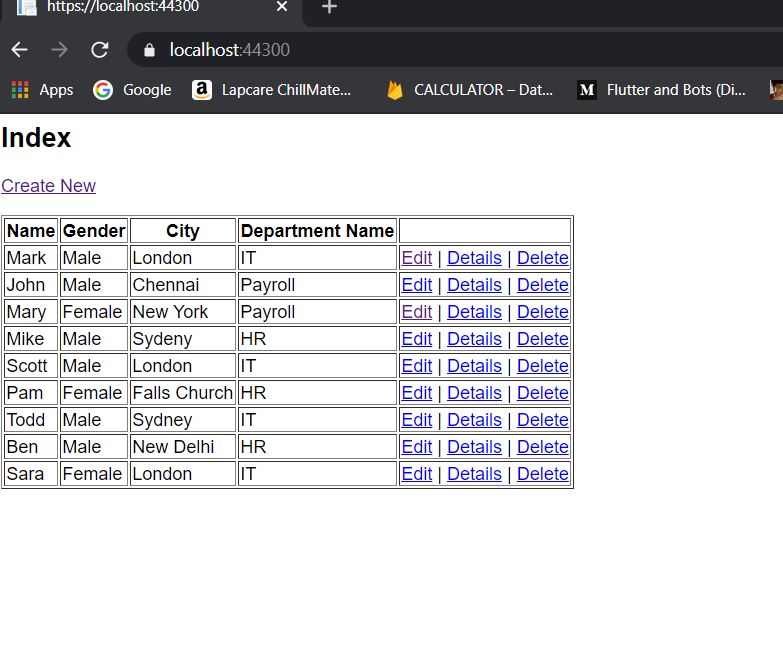 https://localhost:44300
localhost:44300
Apps Google Lapcare ChillMate... CALCULATOR – Dat... Flutter and Bots (Di...
Index
Create New
Name Gender City Department Name
Mark Male London IT Edit | Details | Delete
John Male Chennai Payroll Edit | Details | Delete
Mary Female New York Payroll Edit | Details | Delete
Mike Male Sydeny HR Edit | Details | Delete
Scott Male London IT Edit | Details | Delete
Pam Female Falls Church HR Edit | Details | Delete
Todd Male Sydney IT Edit | Details | Delete
Ben Male New Delhi HR Edit | Details | Delete
Sara Female London IT Edit | Details | Delete